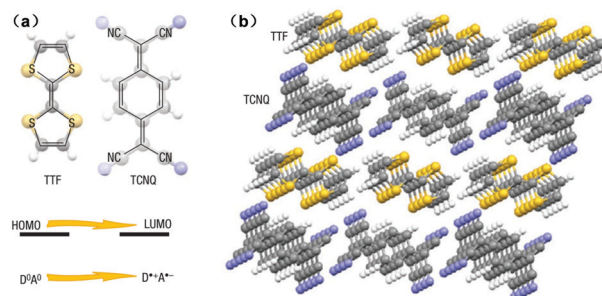 (a)
NC CN
S S
S S
NC CN
TTF TCNQ
HOMO LUMO
D⁰A⁰ D•⁺A•⁻
(b)
TTF
TCNQ